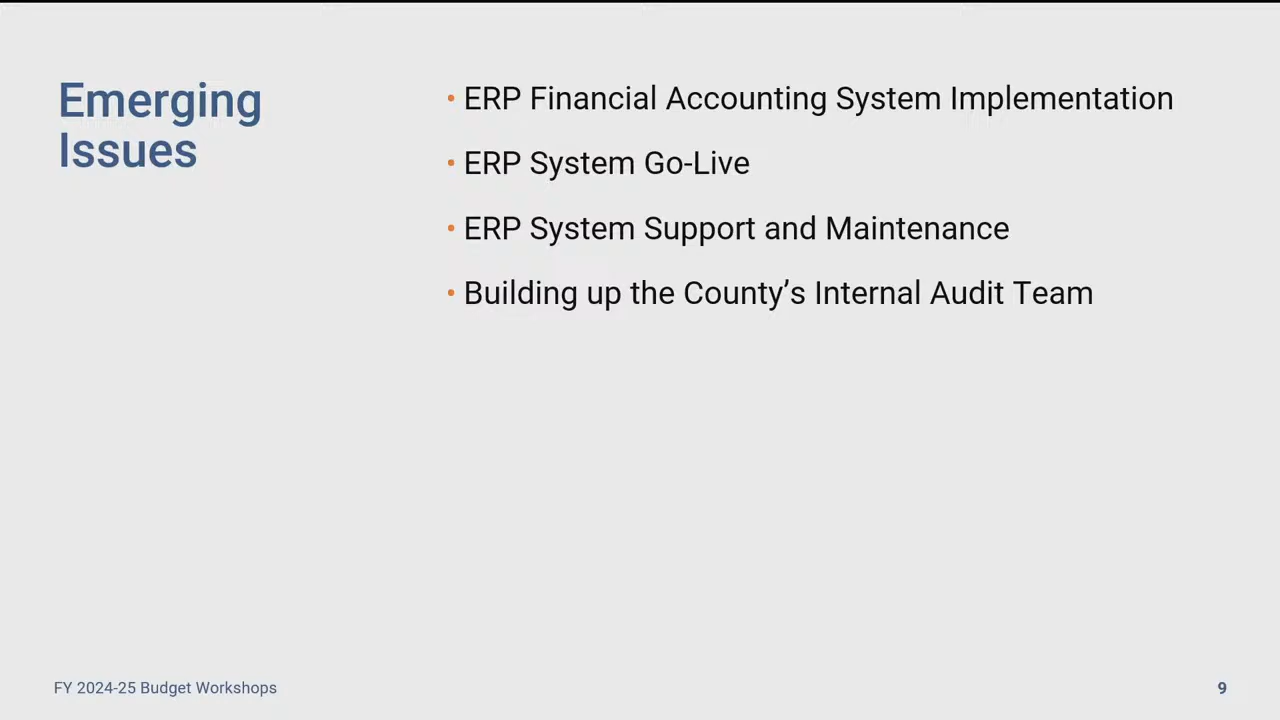 Emerging
Issues
• ERP Financial Accounting System Implementation
• ERP System Go-Live
• ERP System Support and Maintenance
• Building up the County’s Internal Audit Team
FY 2024-25 Budget Workshops
9